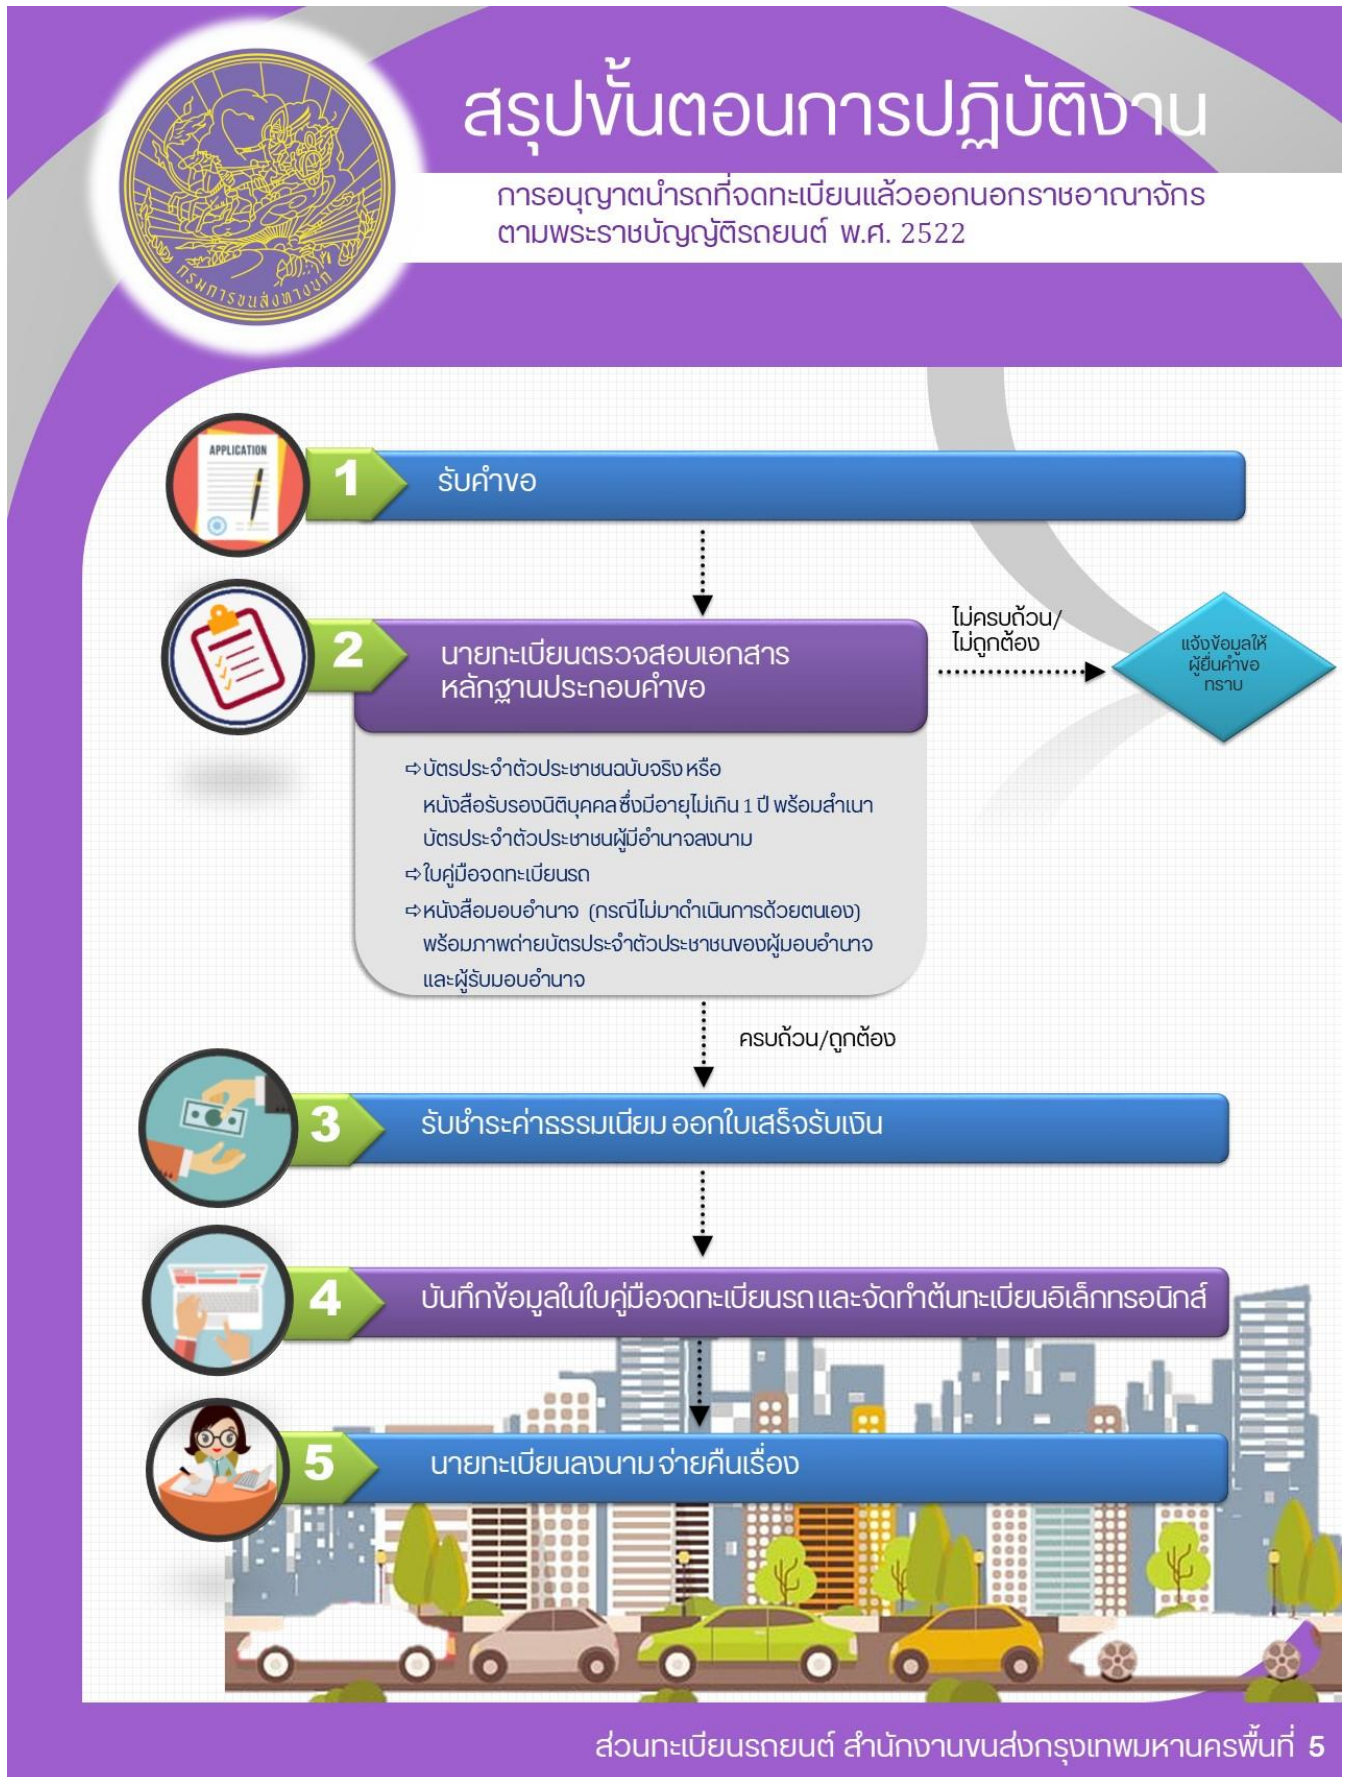 กรมการขนส่งทางบก
สรุปขั้นตอนการปฏิบัติงาน
การอนุญาตนำรถที่จดทะเบียนแล้วออกนอกราชอาณาจักร
ตามพระราชบัญญัติรถยนต์ พ.ศ. 2522
APPLICATION
1
รับคำขอ
2
นายทะเบียนตรวจสอบเอกสาร
หลักฐานประกอบคำขอ
ไม่ครบถ้วน/
ไม่ถูกต้อง
แจ้งข้อมูลให้
ผู้ยื่นคำขอ
ทราบ
⇨บัตรประจำตัวประชาชนฉบับจริง หรือ
หนังสือรับรองนิติบุคคล ซึ่งมีอายุไม่เกิน 1 ปี พร้อมสำเนา
บัตรประจำตัวประชาชนผู้มีอำนาจลงนาม
⇨ใบคู่มือจดทะเบียนรถ
⇨หนังสือมอบอำนาจ (กรณีไม่มาดำเนินการด้วยตนเอง)
พร้อมภาพถ่ายบัตรประจำตัวประชาชนของผู้มอบอำนาจ
และผู้รับมอบอำนาจ
ครบถ้วน/ถูกต้อง
3
รับชำระค่าธรรมเนียม ออกใบเสร็จรับเงิน
4
บันทึกข้อมูลในใบคู่มือจดทะเบียนรถ และจัดทำต้นทะเบียนอิเล็กทรอนิกส์
5
นายทะเบียนลงนาม จ่ายคืนเรื่อง
ส่วนทะเบียนรถยนต์ สำนักงานขนส่งกรุงเทพมหานครพื้นที่ 5